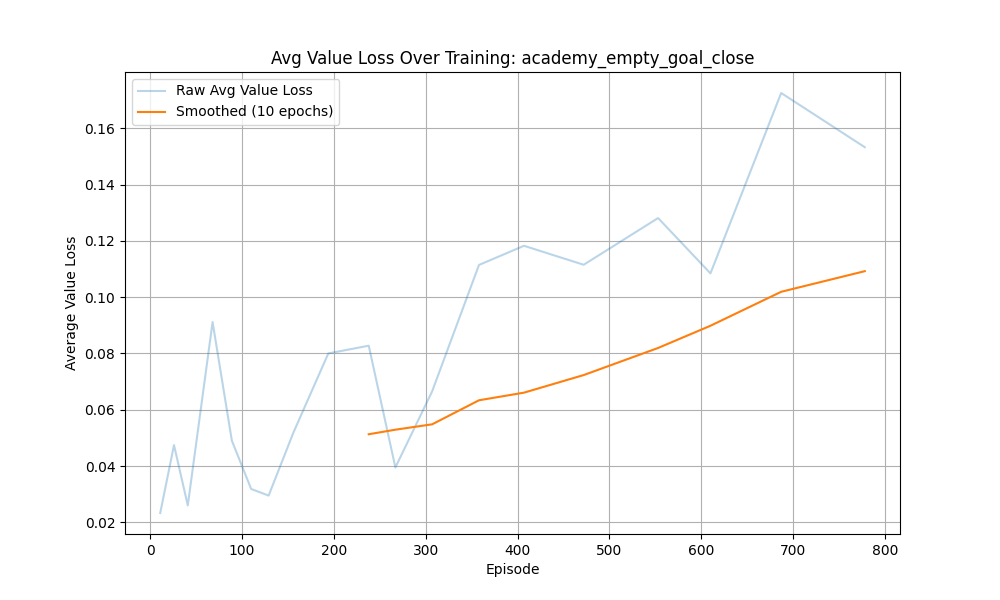 Avg Value Loss Over Training: academy_empty_goal_close
Raw Avg Value Loss
Smoothed (10 epochs)
Average Value Loss
0.16
0.14
0.12
0.10
0.08
0.06
0.04
0.02
0 100 200 300 400 500 600 700 800
Episode